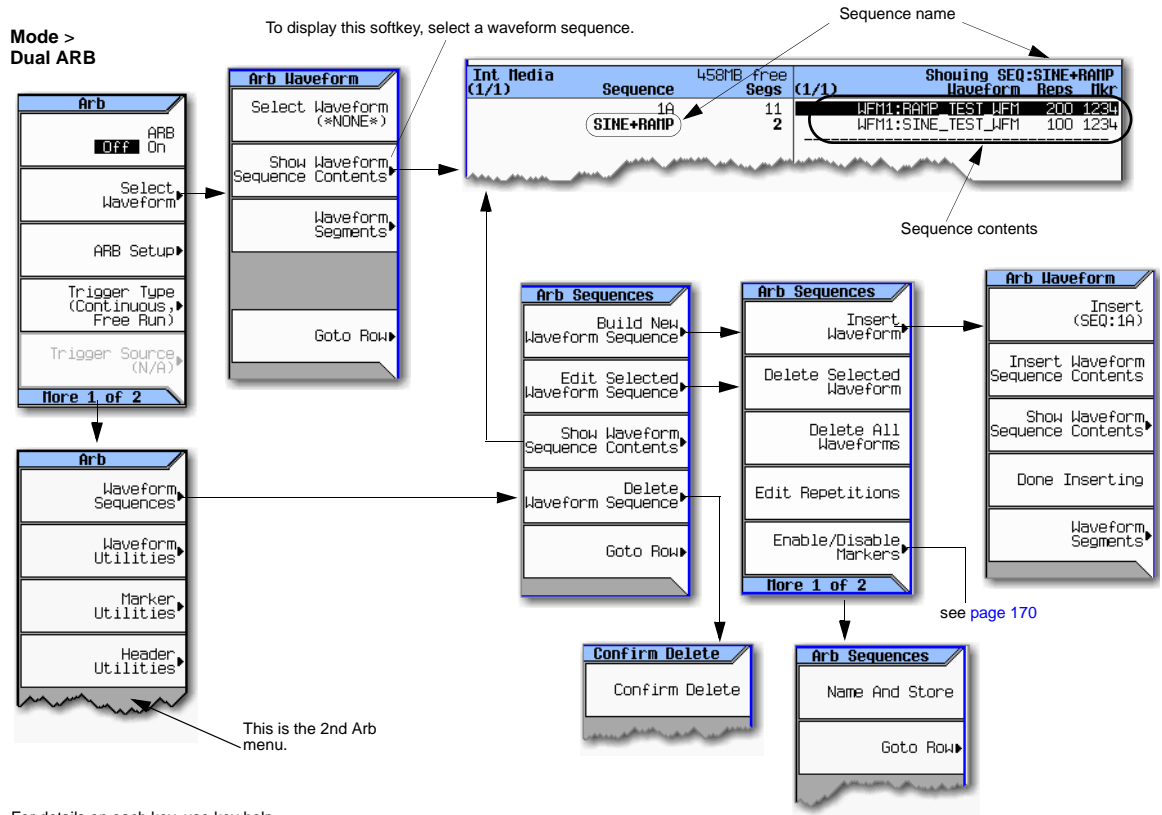 Mode >
Dual ARB
To display this softkey, select a waveform sequence.
Sequence name
Arb
ARB
Off On
Select
Waveform
ARB Setup
Trigger Type
(Continuous,
Free Run)
Trigger Source
(N/A)
More 1 of 2
Arb Waveform
Select Waveform
(*NONE*)
Show Waveform
Sequence Contents
Waveform
Segments
Goto Row
Int Media 458MB free
(1/1) Sequence Segs
1A 11
SINE+RAMP 2
Showing SEQ:SINE+RAMP
(1/1) Waveform Reps Mkr
WFM1:RAMP_TEST_WFM 200 1234
WFM1:SINE_TEST_WFM 100 1234
Sequence contents
Arb Sequences
Build New
Waveform Sequence
Edit Selected
Waveform Sequence
Show Waveform
Sequence Contents
Delete
Waveform Sequence
Goto Row
Arb Sequences
Insert
Waveform
Delete Selected
Waveform
Delete All
Waveforms
Edit Repetitions
Enable/Disable
Markers
More 1 of 2
see page 170
Arb Waveform
Insert
(SEQ:1A)
Insert Waveform
Sequence Contents
Show Waveform
Sequence Contents
Done Inserting
Waveform
Segments
Arb
Waveform
Sequences
Waveform
Utilities
Marker
Utilities
Header
Utilities
This is the 2nd Arb
menu.
Confirm Delete
Confirm Delete
Arb Sequences
Name And Store
Goto Row